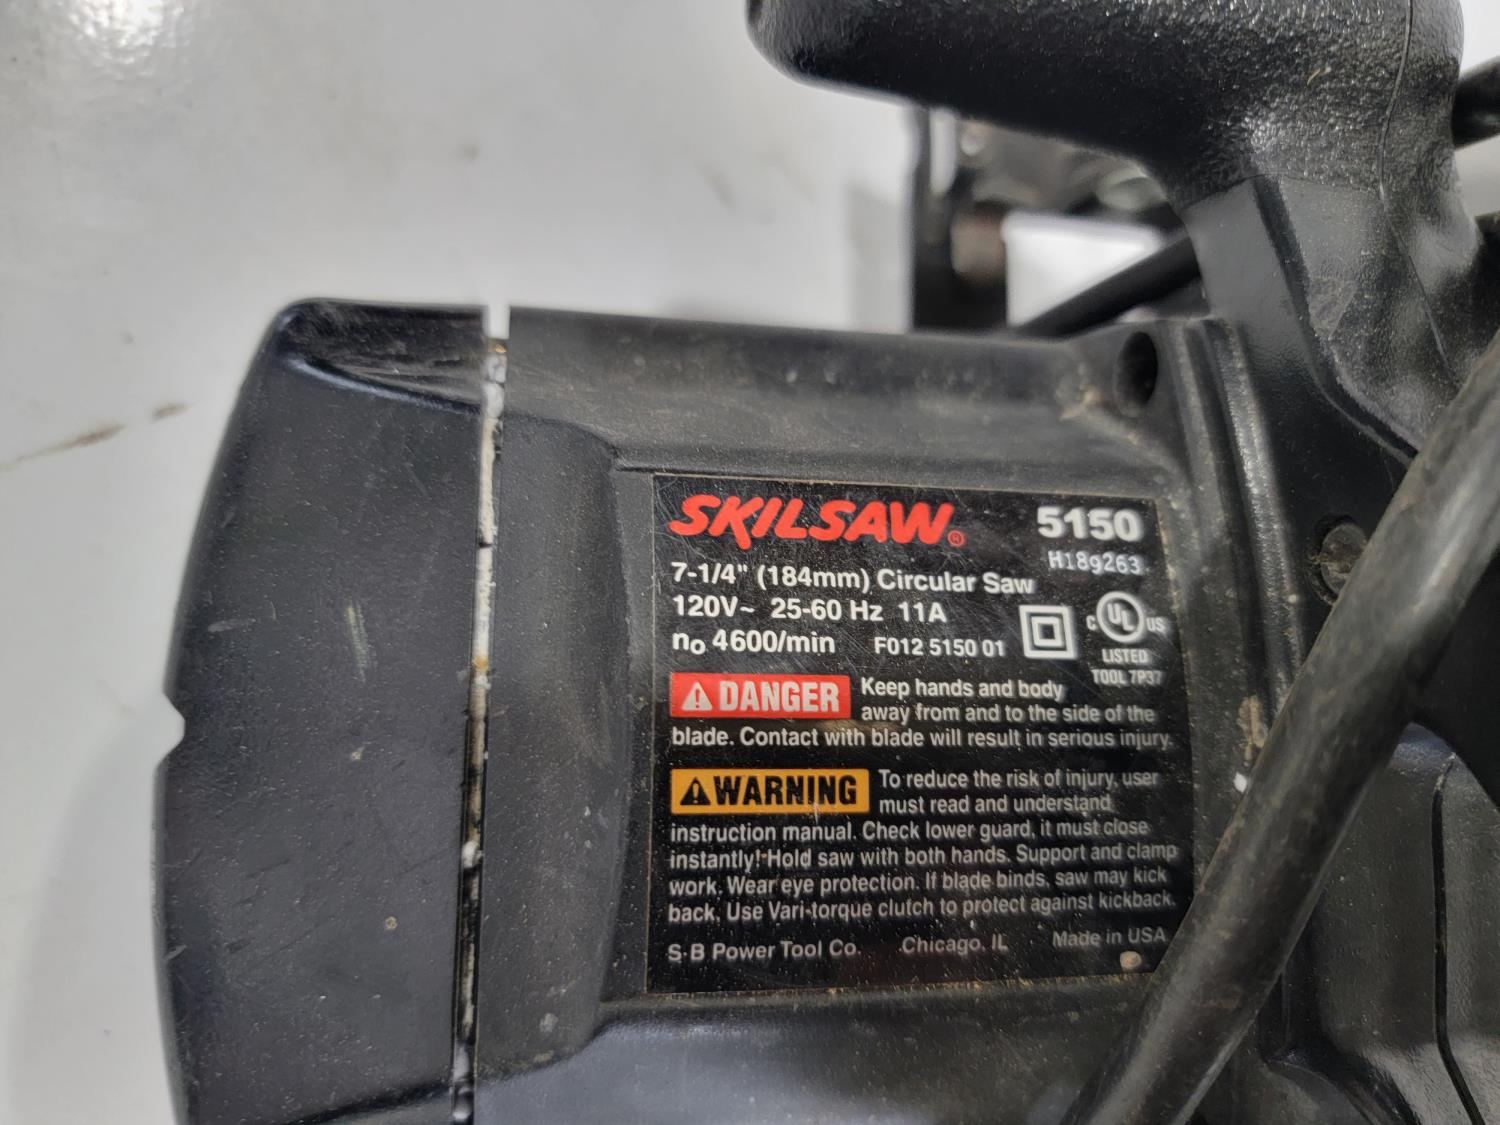 SKILSAW® 5150
H18g263
7-1/4" (184mm) Circular Saw
120V~ 25-60 Hz 11A
no 4600/min F012 5150 01
C UL US
LISTED
TOOL 7P37
DANGER Keep hands and body
away from and to the side of the
blade. Contact with blade will result in serious injury.
WARNING To reduce the risk of injury, user
must read and understand
instruction manual. Check lower guard, it must close
instantly! Hold saw with both hands. Support and clamp
work. Wear eye protection. If blade binds, saw may kick
back. Use Vari-torque clutch to protect against kickback.
S-B Power Tool Co. Chicago, IL Made in USA